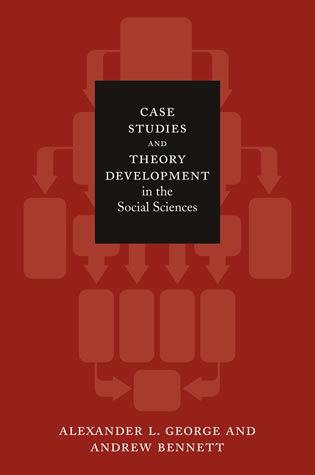 CASE
STUDIES
AND
THEORY
DEVELOPMENT
in the
Social Sciences
ALEXANDER L. GEORGE AND
ANDREW BENNETT